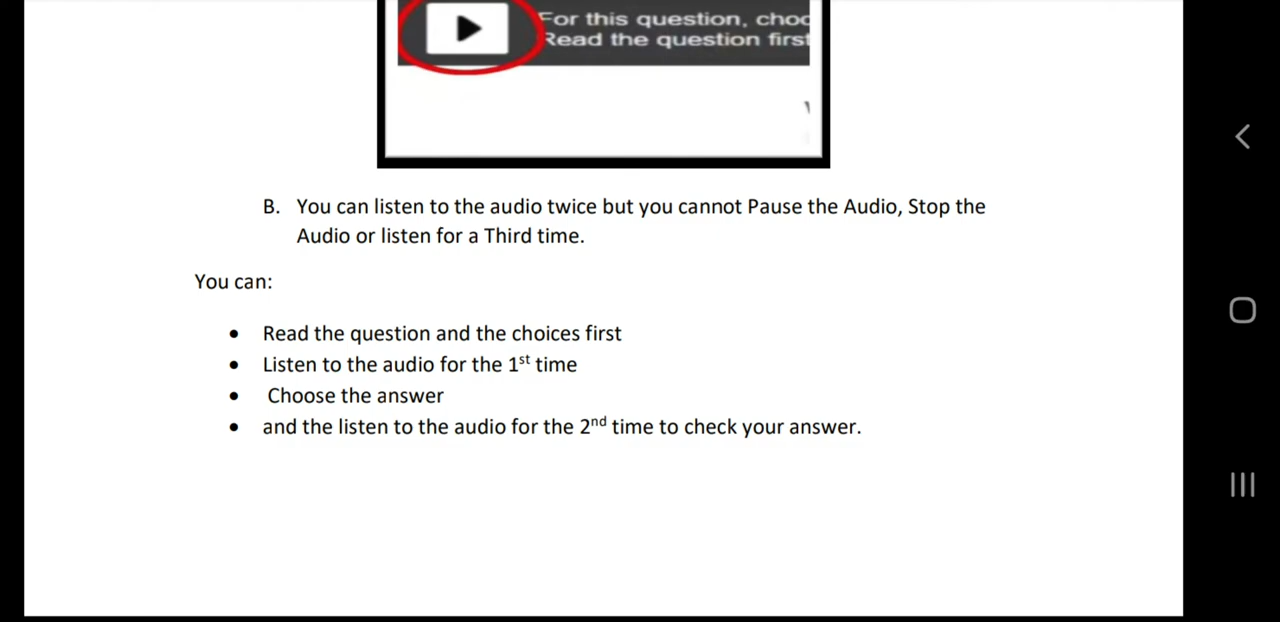 For this question, choo
Read the question first
B. You can listen to the audio twice but you cannot Pause the Audio, Stop the
Audio or listen for a Third time.
You can:
• Read the question and the choices first
• Listen to the audio for the 1st time
• Choose the answer
• and the listen to the audio for the 2nd time to check your answer.